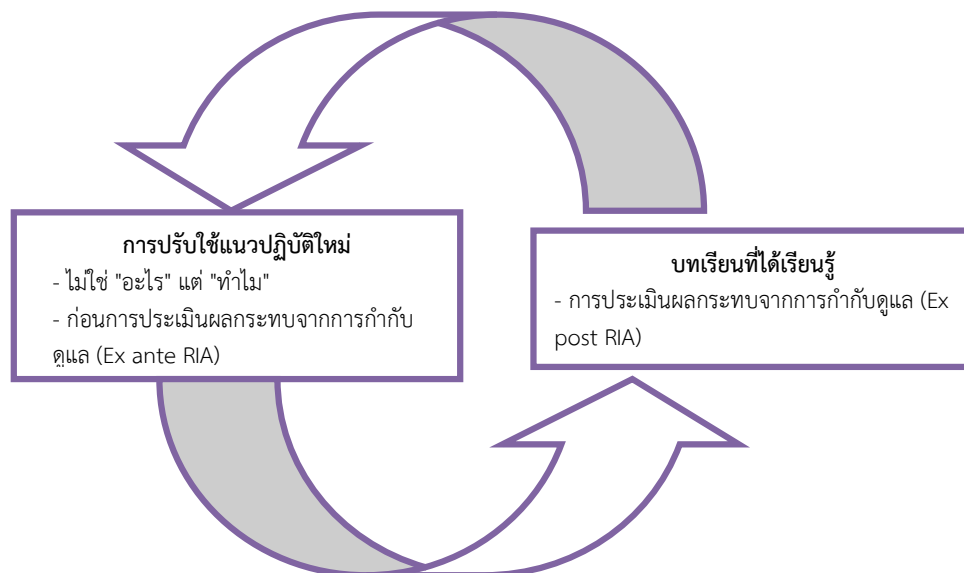 การปรับใช้แนวปฏิบัติใหม่
- ไม่ใช่ "อะไร" แต่ "ทำไม"
- ก่อนการประเมินผลกระทบจากการกำกับ
ดูแล (Ex ante RIA)
บทเรียนที่ได้เรียนรู้
- การประเมินผลกระทบจากการกำกับดูแล (Ex
post RIA)